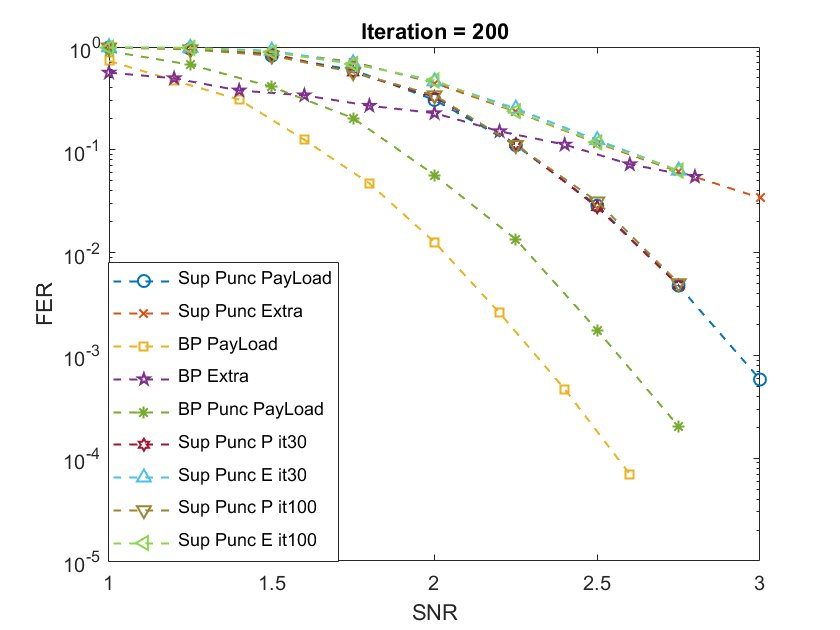 Iteration = 200
10^0
10^-1
10^-2
10^-3
10^-4
10^-5
FER
Sup Punc PayLoad
Sup Punc Extra
BP PayLoad
BP Extra
BP Punc PayLoad
Sup Punc P it30
Sup Punc E it30
Sup Punc P it100
Sup Punc E it100
1 1.5 2 2.5 3
SNR